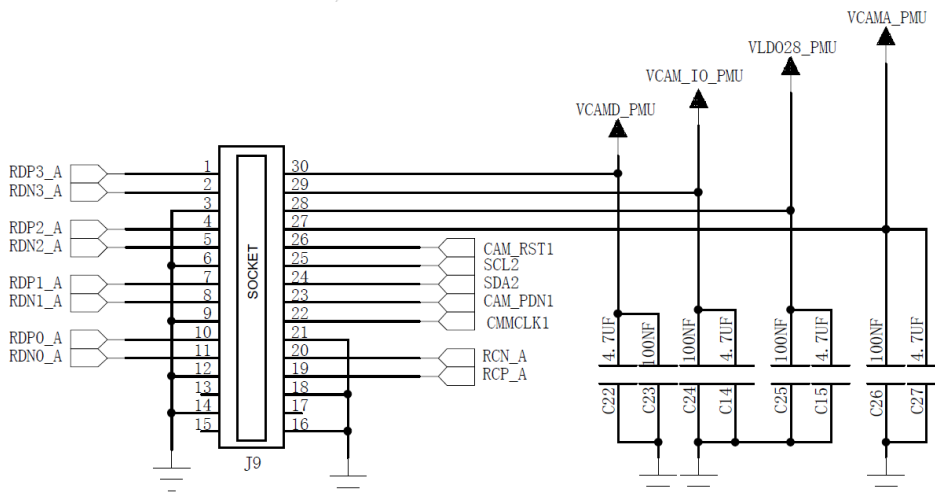 VCAMA_PMU
VLDO28_PMU
VCAM_IO_PMU
VCAMD_PMU
RDP3_A
RDN3_A
RDP2_A
RDN2_A
RDP1_A
RDN1_A
RDP0_A
RDN0_A
1
2
3
4
5
6
7
8
9
10
11
12
13
14
15
SOCKET
J9
30
29
28
27
26
25
24
23
22
21
20
19
18
17
16
CAM_RST1
SCL2
SDA2
CAM_PDN1
CMMCLK1
RCN_A
RCP_A
4.7UF
100NF
100NF
4.7UF
100NF
4.7UF
100NF
4.7UF
C22
C23
C24
C14
C25
C15
C26
C27